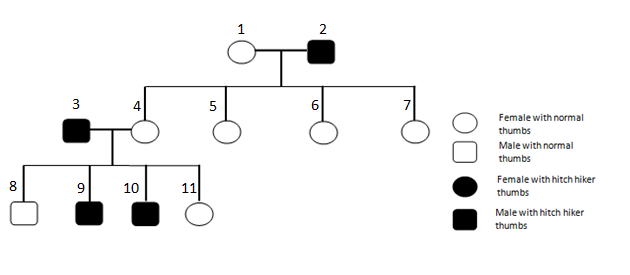 1
2
3
4
5
6
7
8
9
10
11
Female with normal
thumbs
Male with normal
thumbs
Female with hitch hiker
thumbs
Male with hitch hiker
thumbs